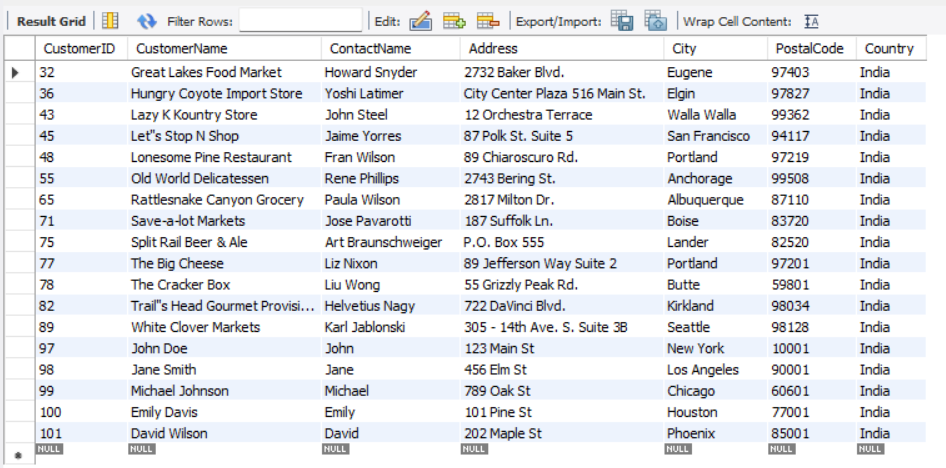 Result Grid Filter Rows: Edit: Export/Import: Wrap Cell Content: IA
CustomerID CustomerName ContactName Address City PostalCode Country
32 Great Lakes Food Market Howard Snyder 2732 Baker Blvd. Eugene 97403 India
36 Hungry Coyote Import Store Yoshi Latimer City Center Plaza 516 Main St. Elgin 97827 India
43 Lazy K Kountry Store John Steel 12 Orchestra Terrace Walla Walla 99362 India
45 Let"s Stop N Shop Jaime Yorres 87 Polk St. Suite 5 San Francisco 94117 India
48 Lonesome Pine Restaurant Fran Wilson 89 Chiaroscuro Rd. Portland 97219 India
55 Old World Delicatessen Rene Phillips 2743 Bering St. Anchorage 99508 India
65 Rattlesnake Canyon Grocery Paula Wilson 2817 Milton Dr. Albuquerque 87110 India
71 Save-a-lot Markets Jose Pavarotti 187 Suffolk Ln. Boise 83720 India
75 Split Rail Beer & Ale Art Braunschweiger P.O. Box 555 Lander 82520 India
77 The Big Cheese Liz Nixon 89 Jefferson Way Suite 2 Portland 97201 India
78 The Cracker Box Liu Wong 55 Grizzly Peak Rd. Butte 59801 India
82 Trail"s Head Gourmet Provisi... Helvetius Nagy 722 DaVinci Blvd. Kirkland 98034 India
89 White Clover Markets Karl Jablonski 305 - 14th Ave. S. Suite 3B Seattle 98128 India
97 John Doe John 123 Main St New York 10001 India
98 Jane Smith Jane 456 Elm St Los Angeles 90001 India
99 Michael Johnson Michael 789 Oak St Chicago 60601 India
100 Emily Davis Emily 101 Pine St Houston 77001 India
101 David Wilson David 202 Maple St Phoenix 85001 India
NULL NULL NULL NULL NULL NULL NULL